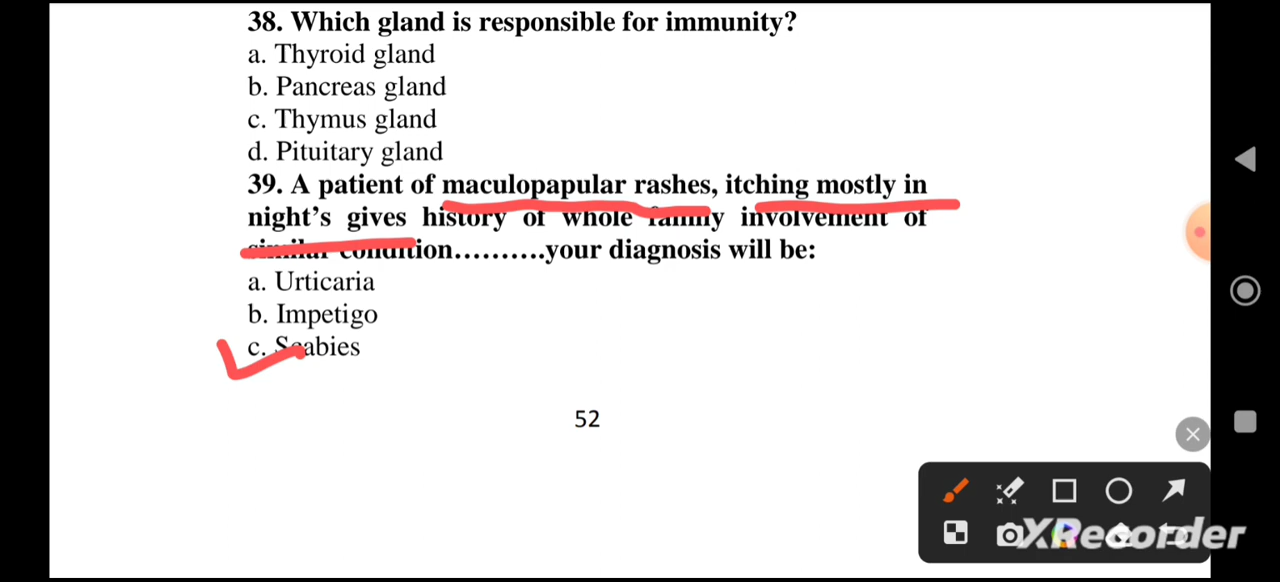 38. Which gland is responsible for immunity?
a. Thyroid gland
b. Pancreas gland
c. Thymus gland
d. Pituitary gland
39. A patient of maculopapular rashes, itching mostly in
night's gives history of whole family involvement of
similar condition..........your diagnosis will be:
a. Urticaria
b. Impetigo
c. Scabies
52
XRecorder